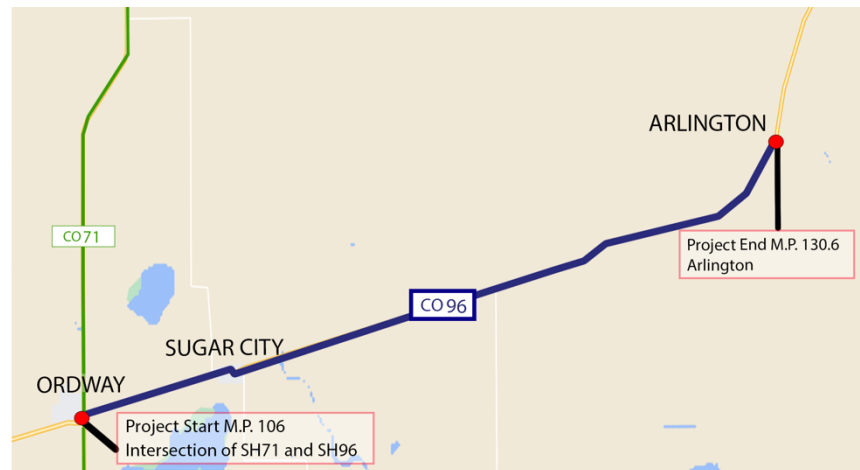 ARLINGTON
CO 71
Project End M.P. 130.6
Arlington
CO 96
SUGAR CITY
ORDWAY
Project Start M.P. 106
Intersection of SH71 and SH96